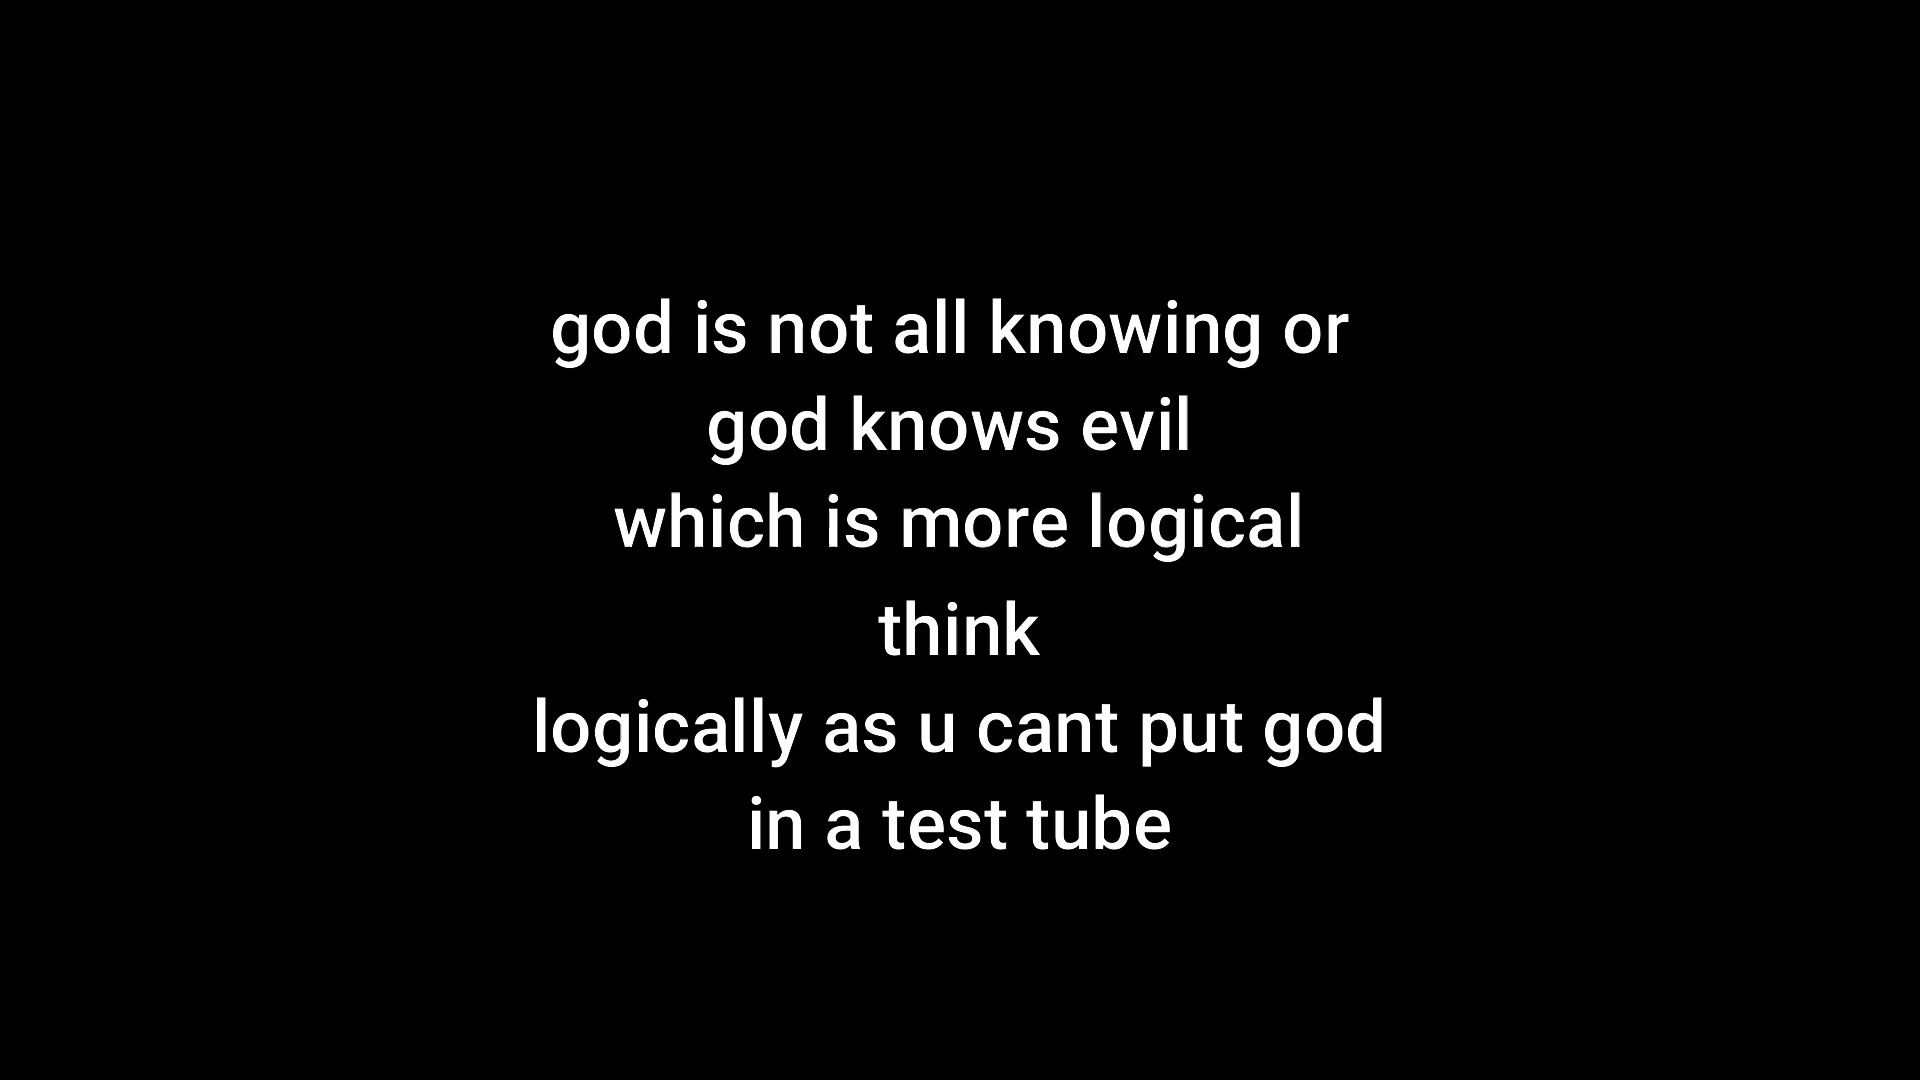 god is not all knowing or
god knows evil
which is more logical
think
logically as u cant put god
in a test tube